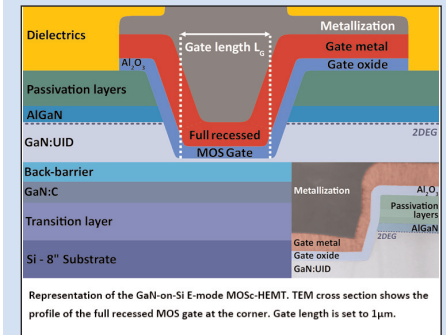 Metallization
Dielectrics
Gate length LG
Gate metal
Al2O3
Gate oxide
Passivation layers
AlGaN
Full recessed
2DEG
GaN:UID
MOS Gate
Back-barrier
GaN:C
Transition layer
Si - 8" Substrate
Metallization
Al2O3
Passivation
layers
AlGaN
2DEG
Gate metal
Gate oxide
GaN:UID
Representation of the GaN-on-Si E-mode MOSc-HEMT. TEM cross section shows the
profile of the full recessed MOS gate at the corner. Gate length is set to 1µm.